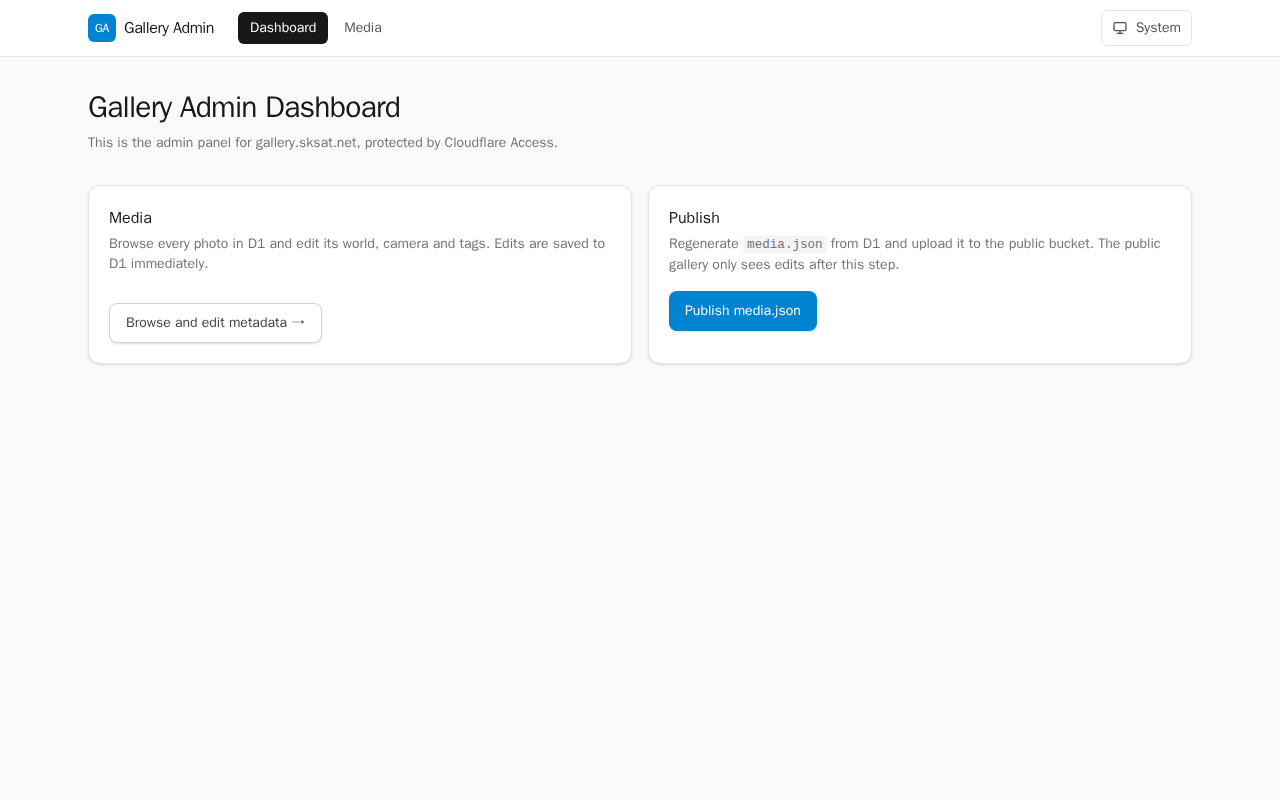 GA Gallery Admin Dashboard Media System
Gallery Admin Dashboard
This is the admin panel for gallery.sksat.net, protected by Cloudflare Access.
Media
Browse every photo in D1 and edit its world, camera and tags. Edits are saved to
D1 immediately.
Browse and edit metadata →
Publish
Regenerate media.json from D1 and upload it to the public bucket. The public
gallery only sees edits after this step.
Publish media.json